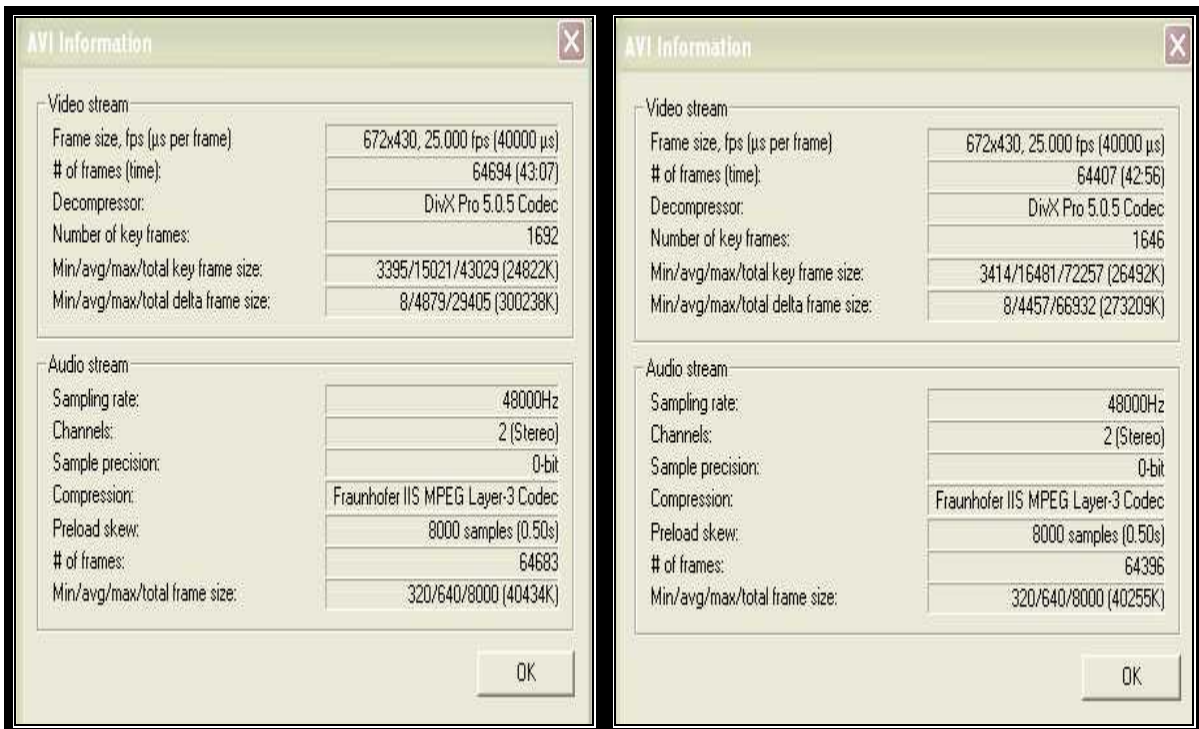 AVI Information
Video stream
Frame size, fps (µs per frame) 672x430, 25.000 fps (40000 µs)
# of frames (time): 64694 (43:07)
Decompressor: DivX Pro 5.0.5 Codec
Number of key frames: 1692
Min/avg/max/total key frame size: 3395/15021/43029 (24822K)
Min/avg/max/total delta frame size: 8/4879/29405 (300238K)
Audio stream
Sampling rate: 48000Hz
Channels: 2 (Stereo)
Sample precision: 0-bit
Compression: Fraunhofer IIS MPEG Layer-3 Codec
Preload skew: 8000 samples (0.50s)
# of frames: 64683
Min/avg/max/total frame size: 320/640/8000 (40434K)
OK
AVI Information
Video stream
Frame size, fps (µs per frame) 672x430, 25.000 fps (40000 µs)
# of frames (time): 64407 (42:56)
Decompressor: DivX Pro 5.0.5 Codec
Number of key frames: 1646
Min/avg/max/total key frame size: 3414/16481/72257 (26492K)
Min/avg/max/total delta frame size: 8/4457/66932 (273209K)
Audio stream
Sampling rate: 48000Hz
Channels: 2 (Stereo)
Sample precision: 0-bit
Compression: Fraunhofer IIS MPEG Layer-3 Codec
Preload skew: 8000 samples (0.50s)
# of frames: 64396
Min/avg/max/total frame size: 320/640/8000 (40255K)
OK